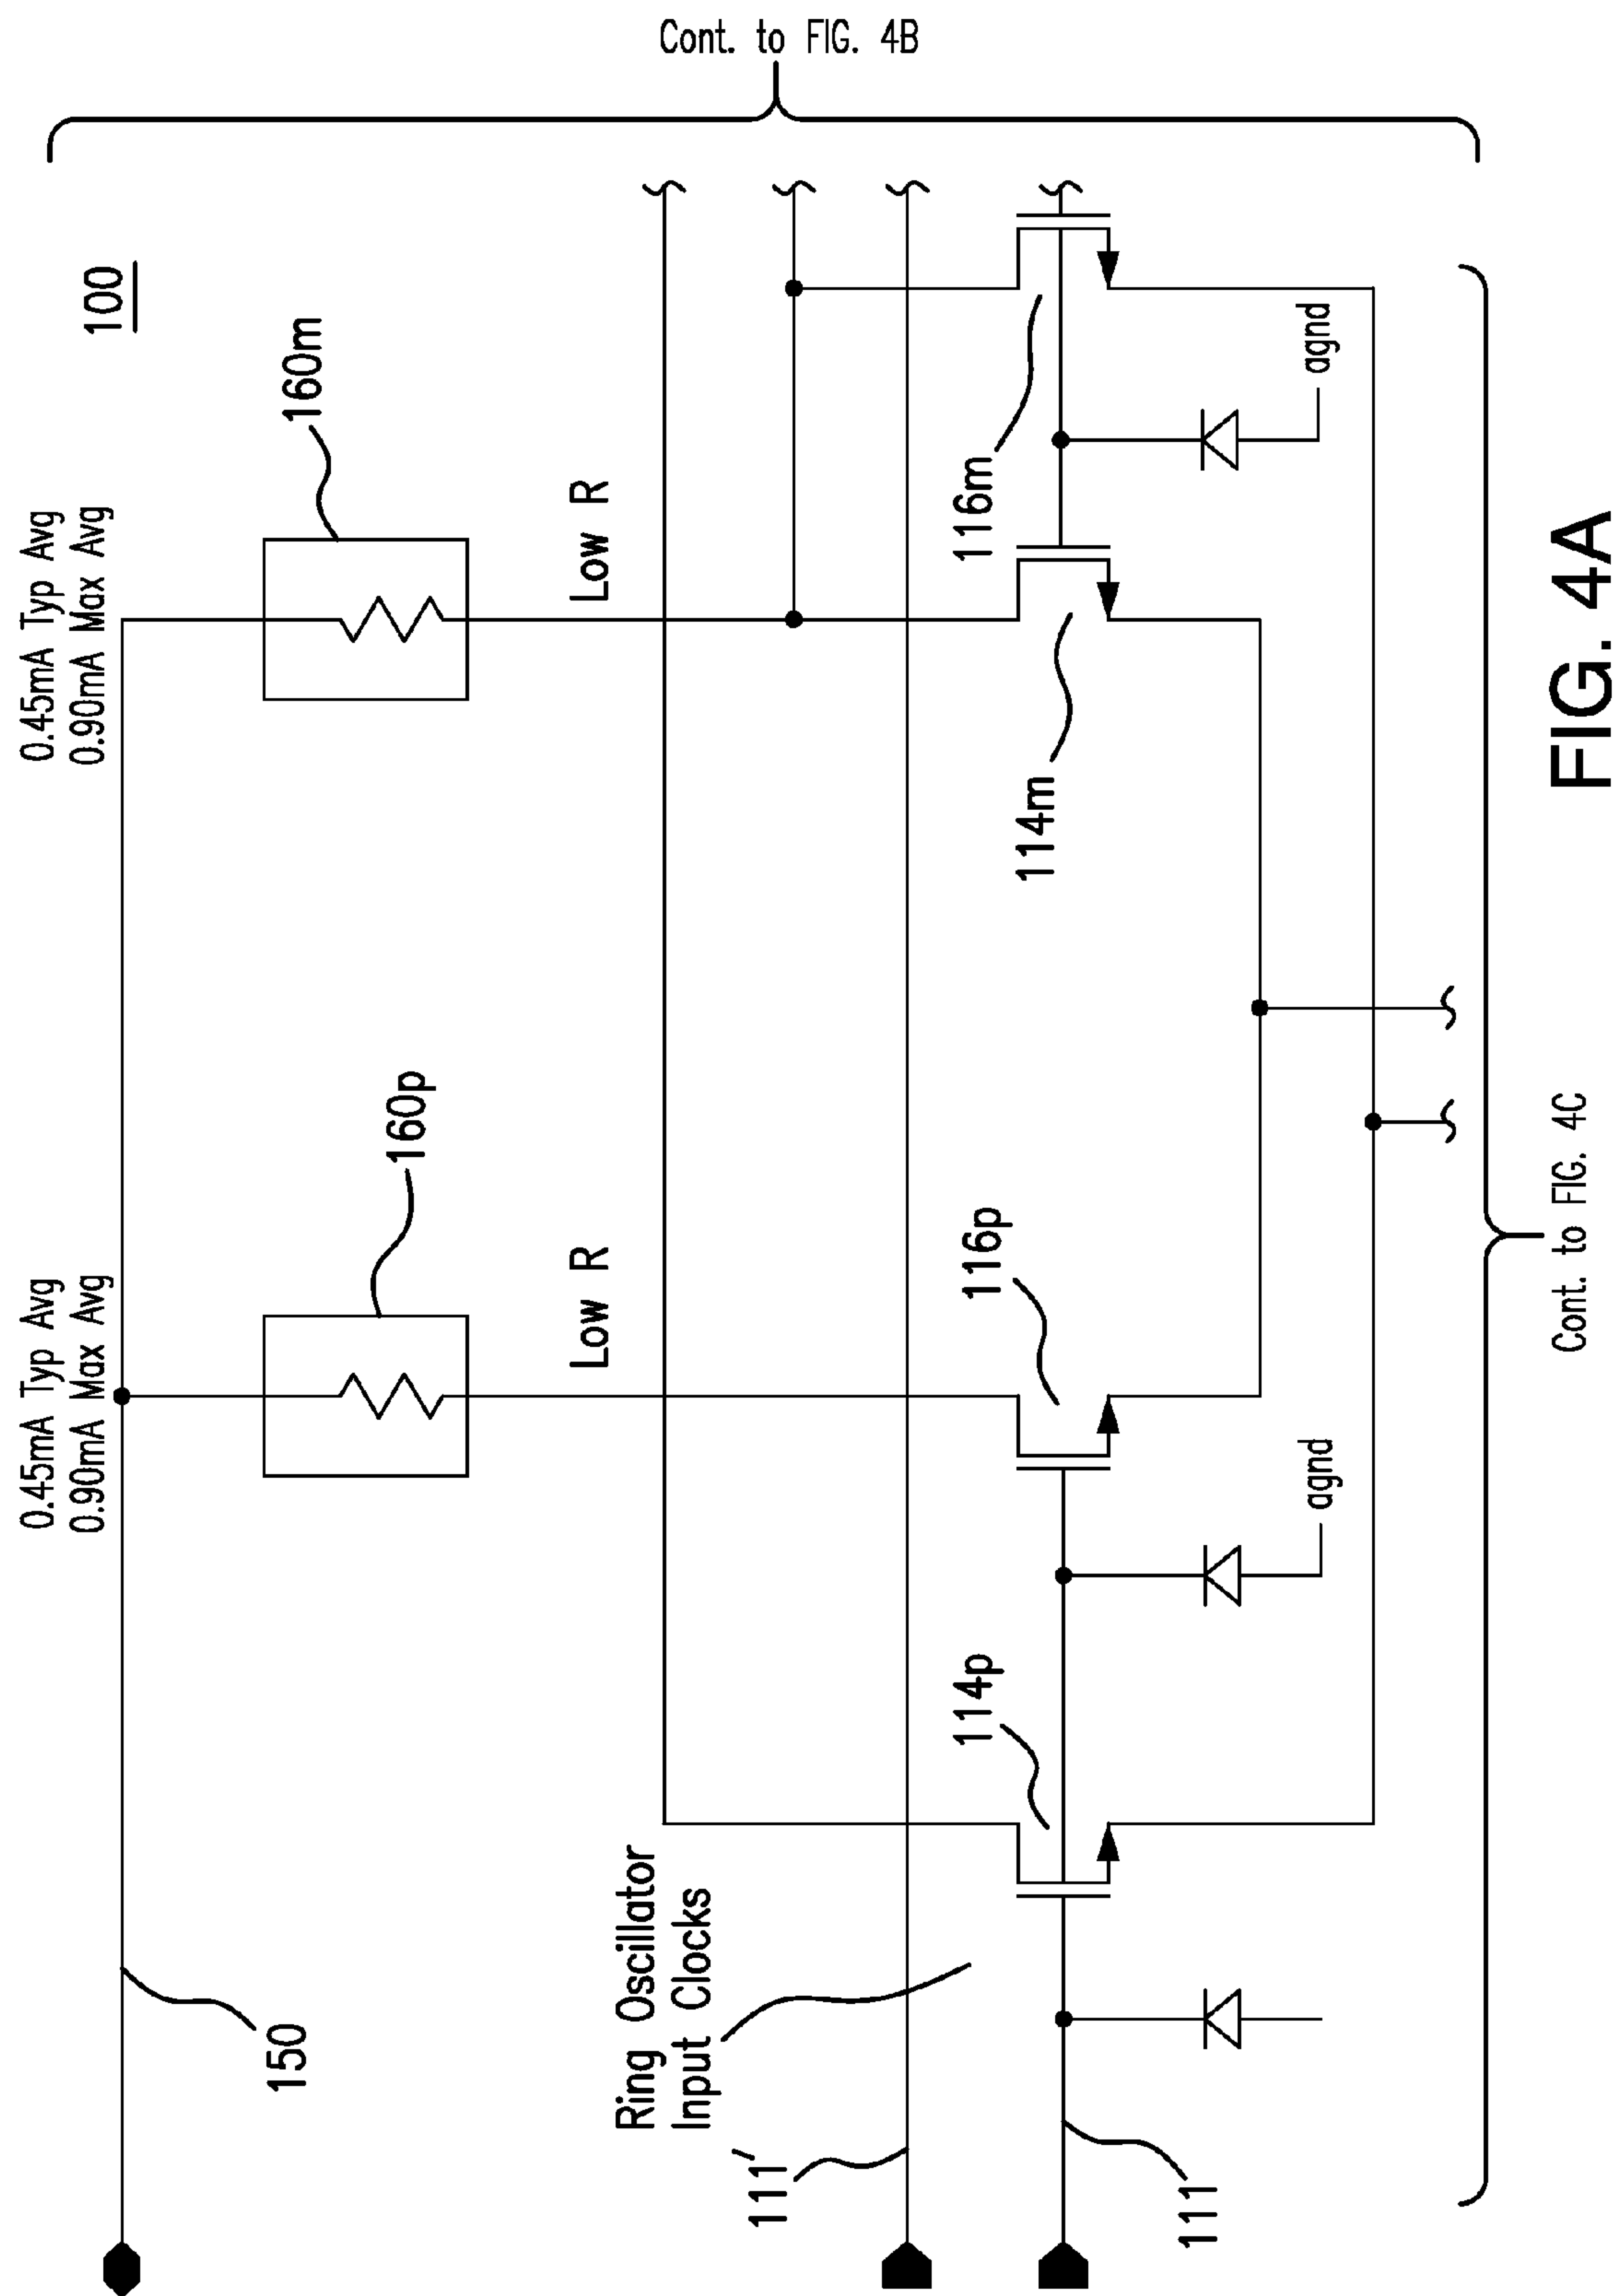 Cont. to FIG. 4B
100
0.45mA Typ Avg
0.90mA Max Avg
0.45mA Typ Avg
0.90mA Max Avg
150
160p
160m
Low R
Low R
Ring Oscillator
Input Clocks
111'
111
114p
116p
114m
116m
agnd
agnd
Cont. to FIG. 4C
FIG. 4A